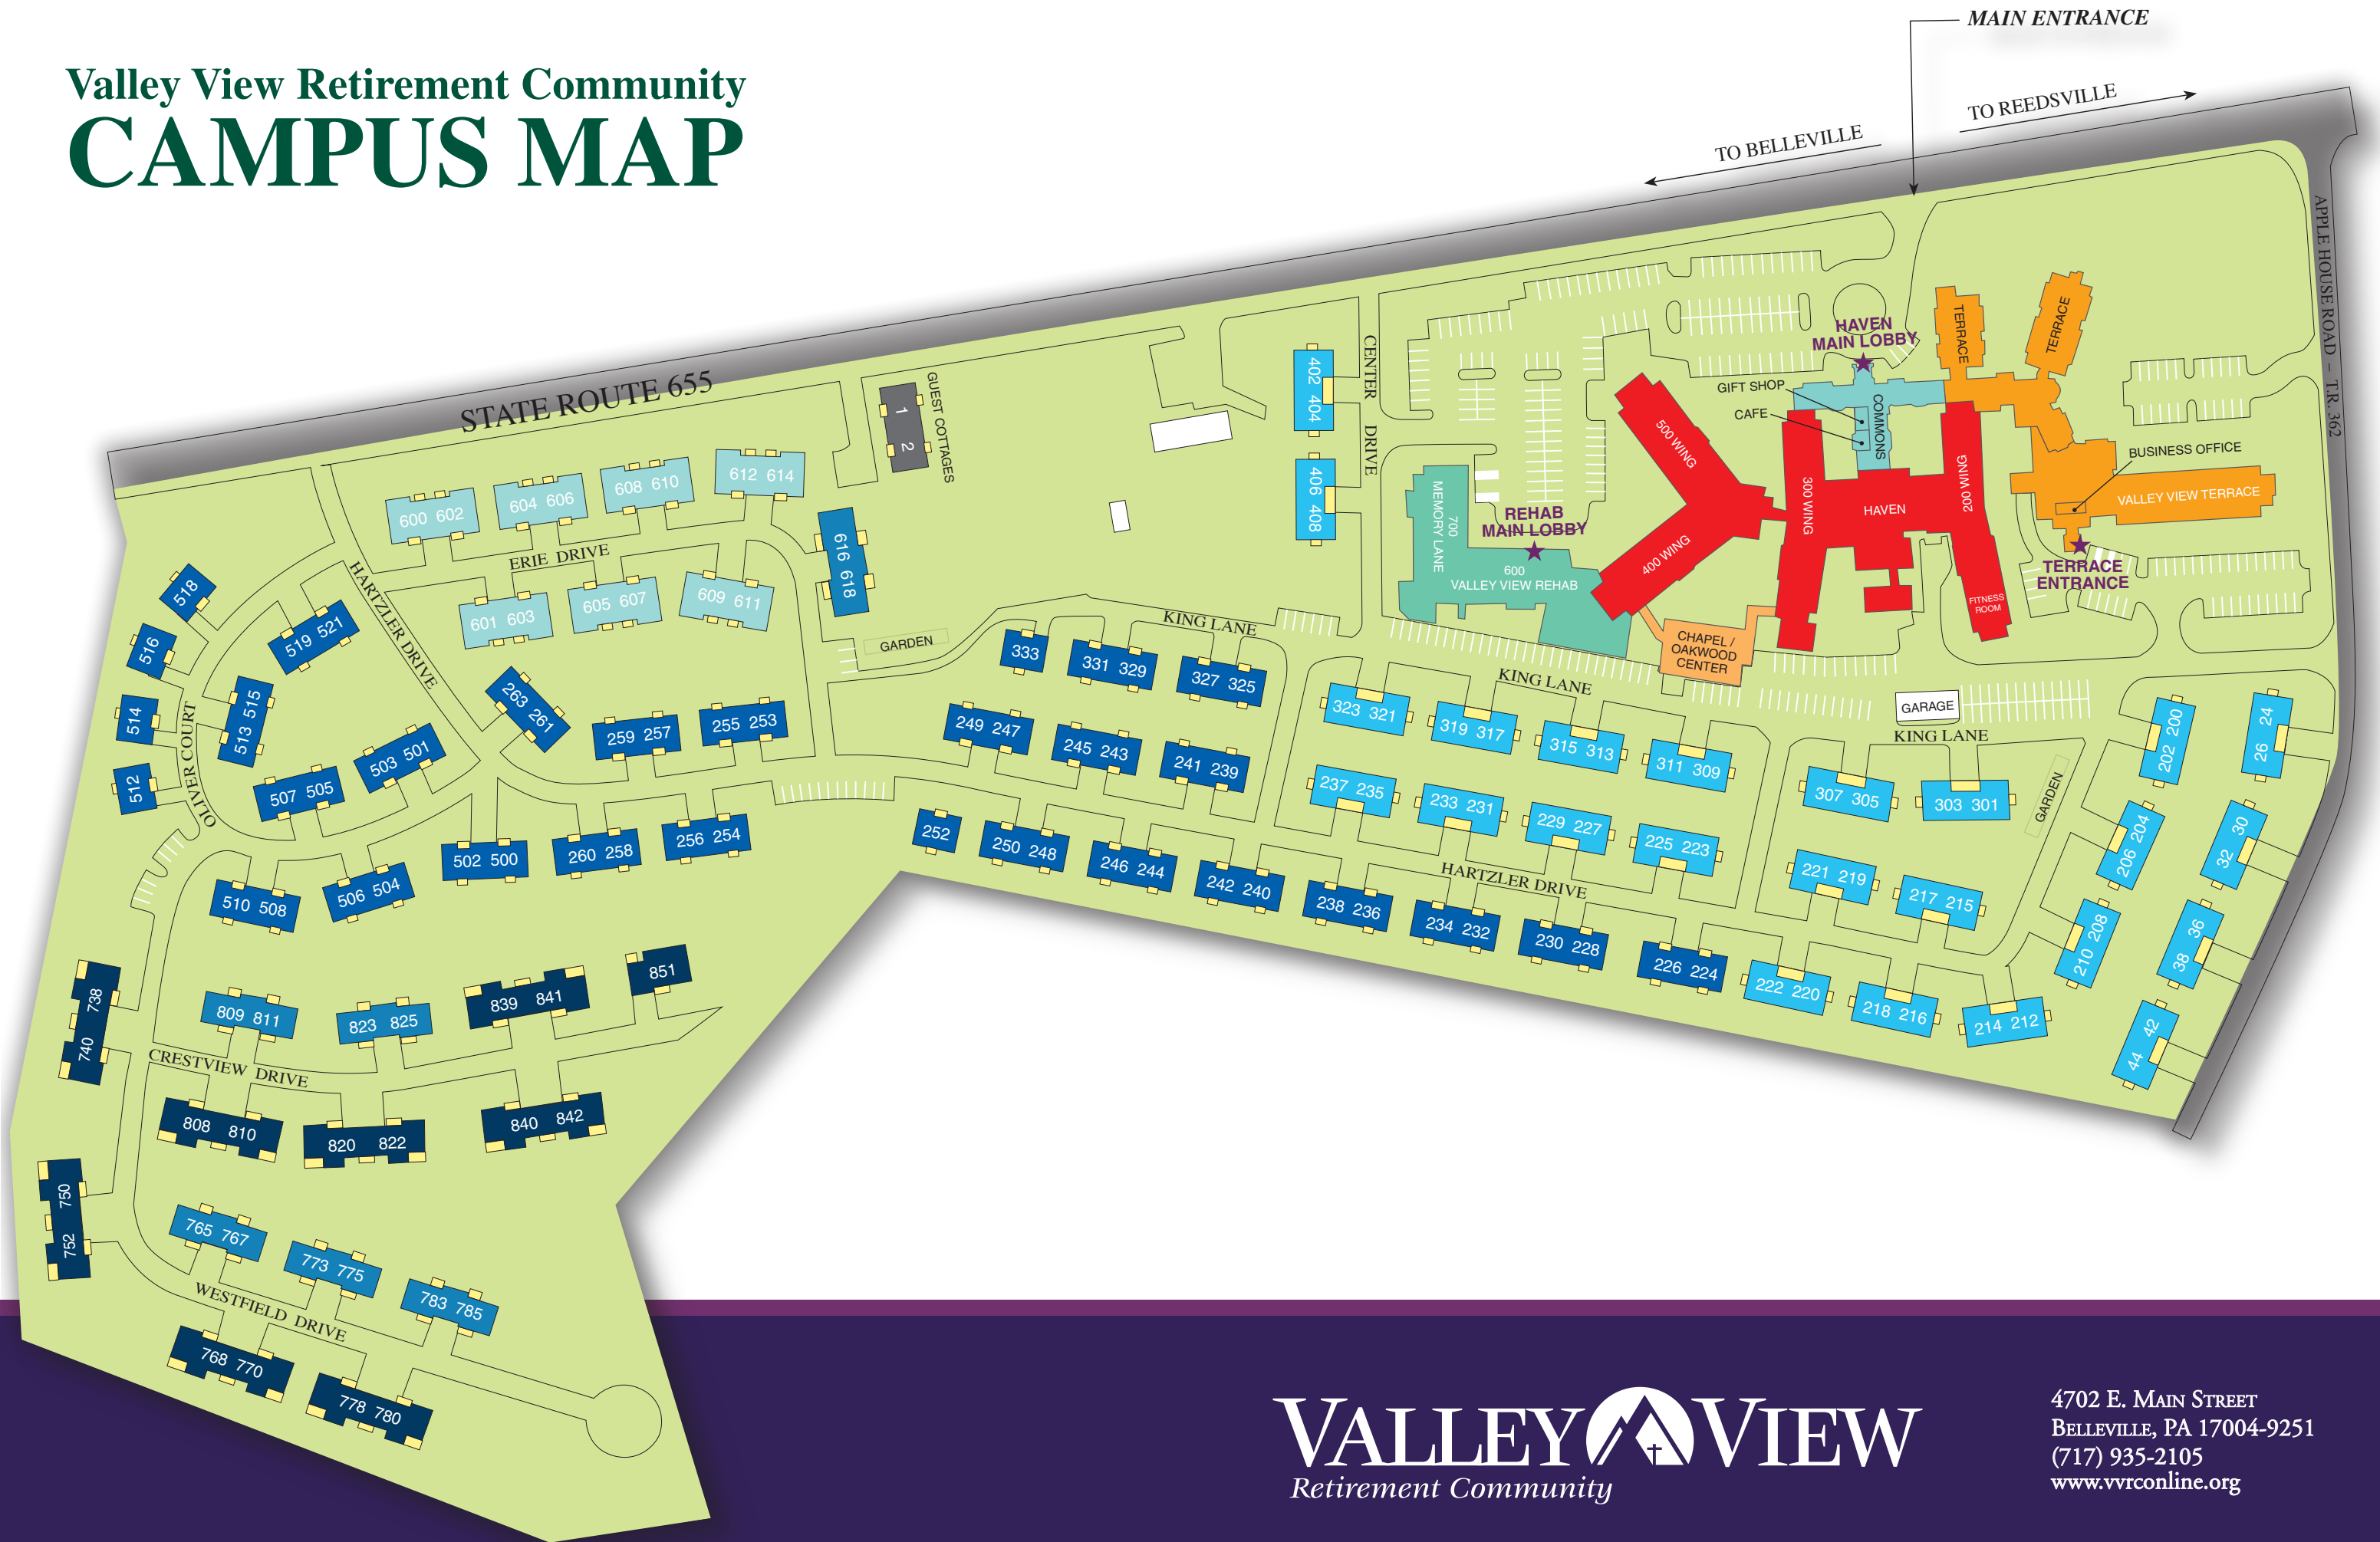 Valley View Retirement Community
CAMPUS MAP
MAIN ENTRANCE
TO REEDSVILLE
TO BELLEVILLE
STATE ROUTE 655
APPLE HOUSE ROAD – T.R. 362
CENTER DRIVE
GUEST COTTAGES
1 2
402 404
406 408
HAVEN
MAIN LOBBY
GIFT SHOP
CAFE
COMMONS
TERRACE
TERRACE
BUSINESS OFFICE
VALLEY VIEW TERRACE
TERRACE
ENTRANCE
500 WING
400 WING
300 WING
200 WING
HAVEN
FITNESS
ROOM
700
MEMORY LANE
REHAB
MAIN LOBBY
600
VALLEY VIEW REHAB
CHAPEL /
OAKWOOD
CENTER
GARAGE
KING LANE
KING LANE
KING LANE
GARDEN
GARDEN
600 602
604 606
608 610
612 614
616 618
ERIE DRIVE
601 603
605 607
609 611
HARTZLER DRIVE
518
516
514
512
519 521
513 515
OLIVER COURT
507 505
503 501
263 261
259 257
255 253
510 508
506 504
502 500
260 258
256 254
333
331 329
327 325
249 247
245 243
241 239
252
250 248
246 244
242 240
238 236
234 232
230 228
226 224
222 220
218 216
214 212
323 321
319 317
315 313
311 309
237 235
233 231
229 227
225 223
HARTZLER DRIVE
307 305
303 301
221 219
217 215
202 200
206 204
210 208
26 24
32 30
38 36
44 42
738
740
750
752
809 811
823 825
839 841
851
CRESTVIEW DRIVE
808 810
820 822
840 842
765 767
773 775
783 785
WESTFIELD DRIVE
768 770
778 780
VALLEY VIEW
Retirement Community
4702 E. Main Street
Belleville, PA 17004-9251
(717) 935-2105
www.vvrconline.org